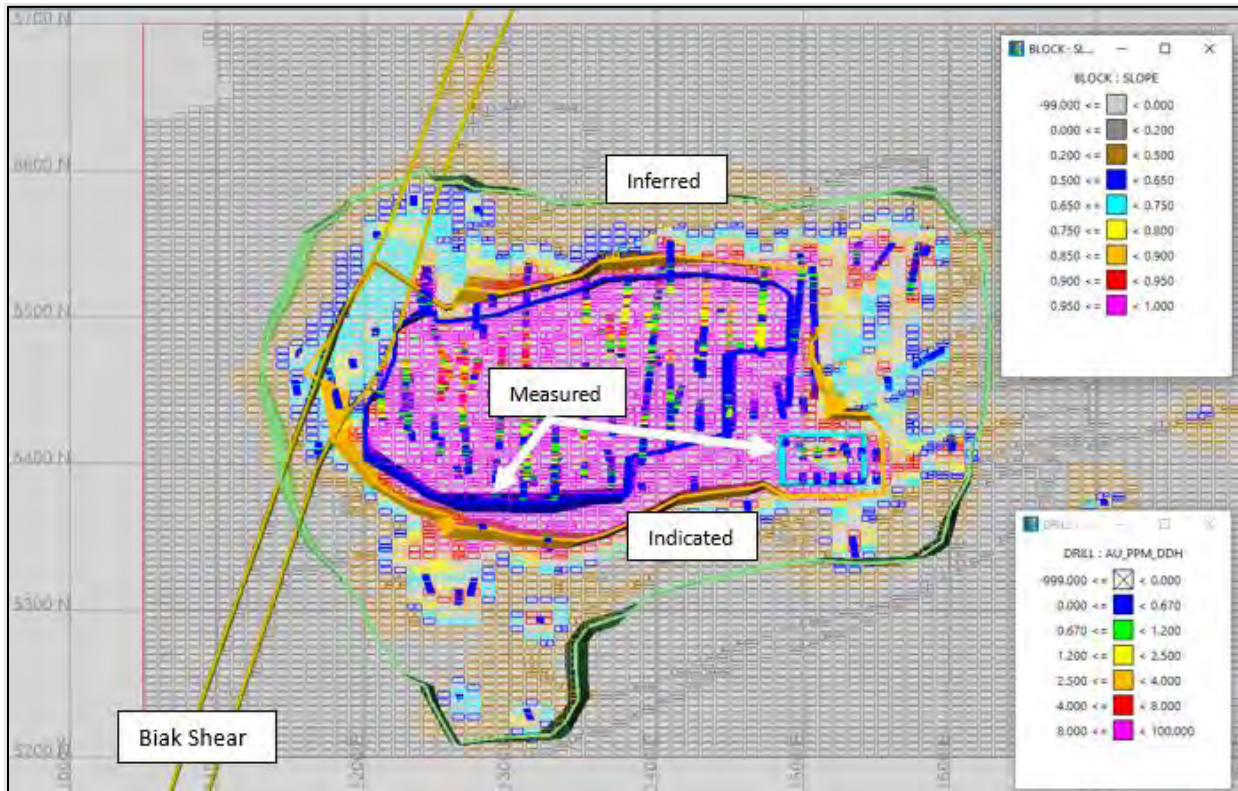 5700 N
5600 N
5500 N
5400 N
5300 N
5200 N
Inferred
Measured
Indicated
Biak Shear
BLOCK - SL...
BLOCK : SLOPE
-99.000 <= < 0.000
0.000 <= < 0.200
0.200 <= < 0.500
0.500 <= < 0.650
0.650 <= < 0.750
0.750 <= < 0.800
0.850 <= < 0.900
0.900 <= < 0.950
0.950 <= < 1.000
DRILL
DRILL : AU_PPM_DDH
-999.000 <= < 0.000
0.000 <= < 0.670
0.670 <= < 1.200
1.200 <= < 2.500
2.500 <= < 4.000
4.000 <= < 8.000
8.000 <= < 100.000